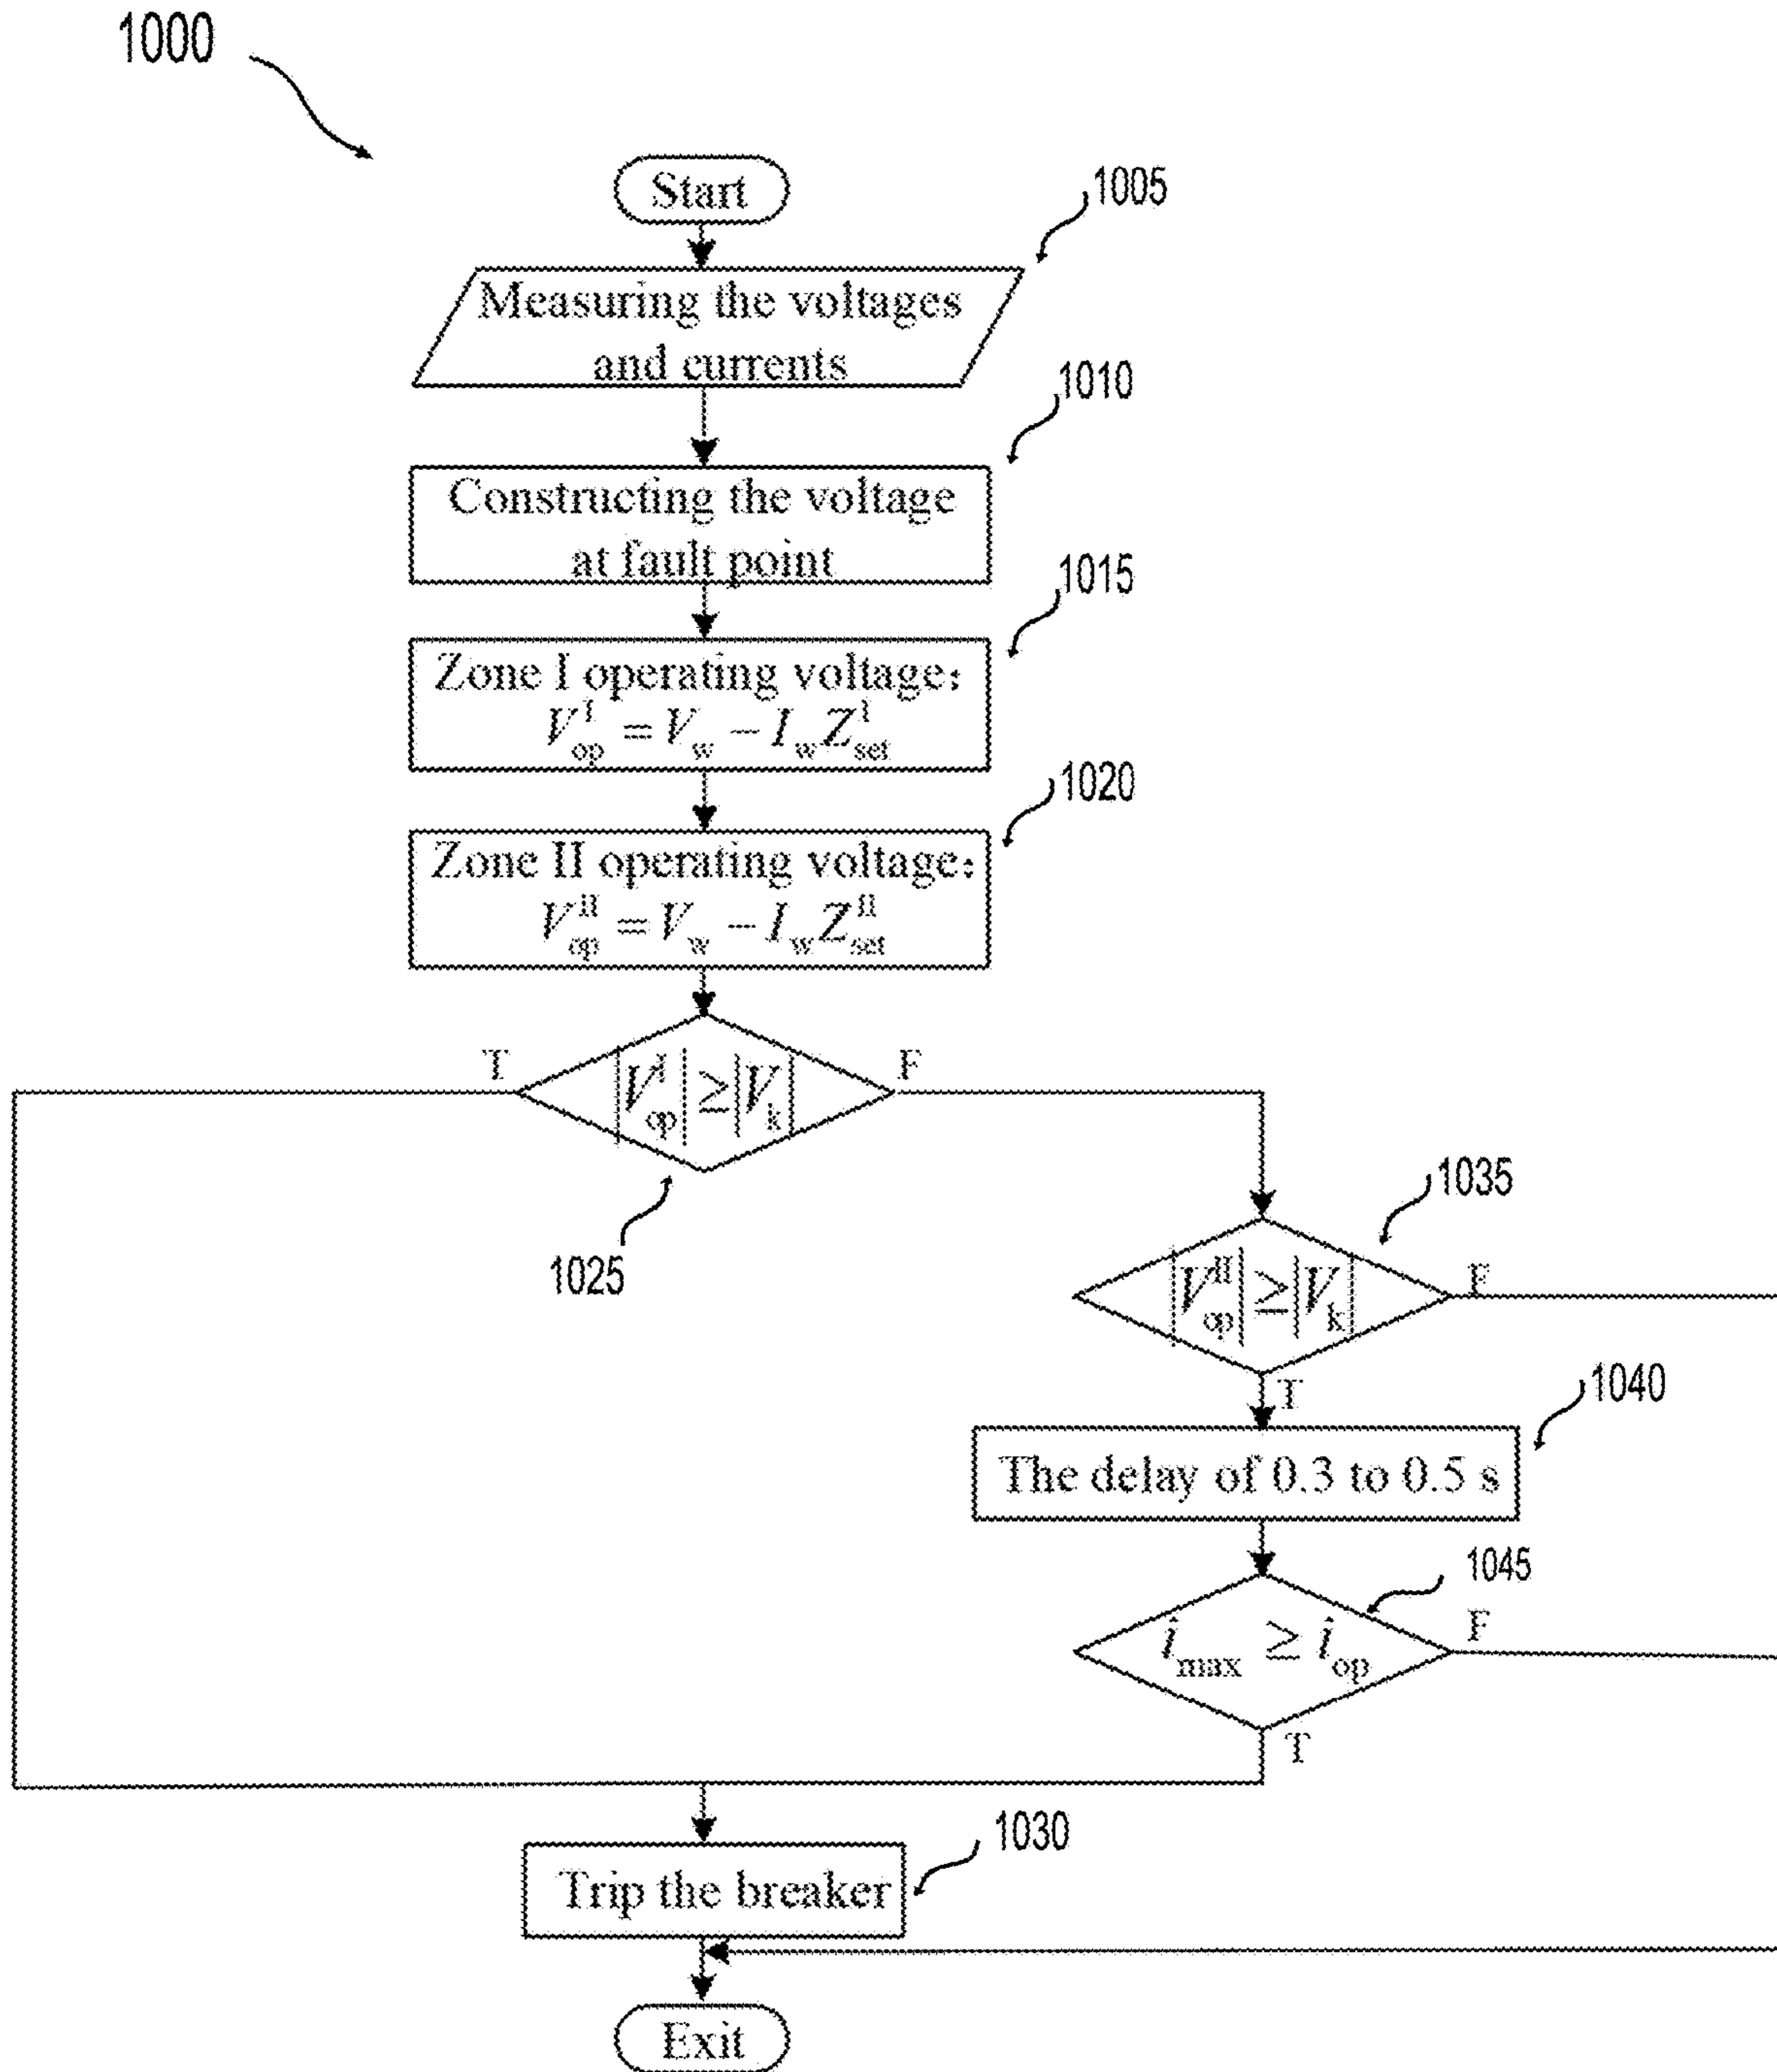 1000
Start
1005
Measuring the voltages
and currents
1010
Constructing the voltage
at fault point
1015
Zone I operating voltage:
V_op^I = V_w − I_w Z_set^I
1020
Zone II operating voltage:
V_op^II = V_w − I_w Z_set^II
T
|V_op^I| ≥ |V_k|
F
1025
1035
|V_op^II| ≥ |V_k|
F
T
1040
The delay of 0.3 to 0.5 s
1045
i_max ≥ i_op
F
T
1030
Trip the breaker
Exit